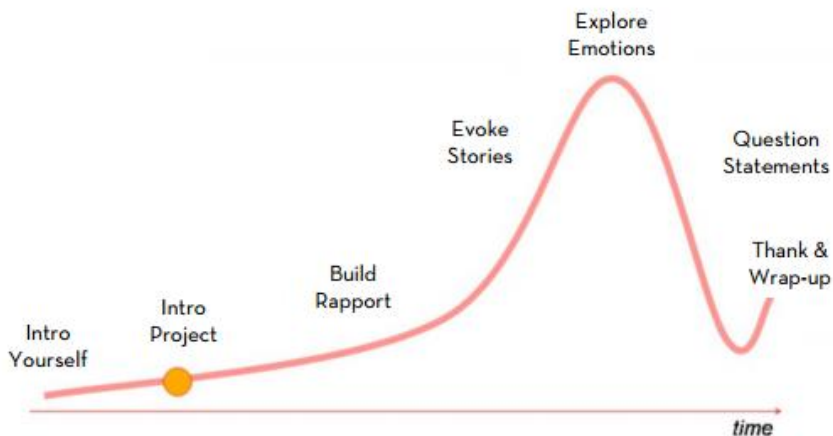 Intro
Yourself
Intro
Project
Build
Rapport
Evoke
Stories
Explore
Emotions
Question
Statements
Thank &
Wrap-up
time